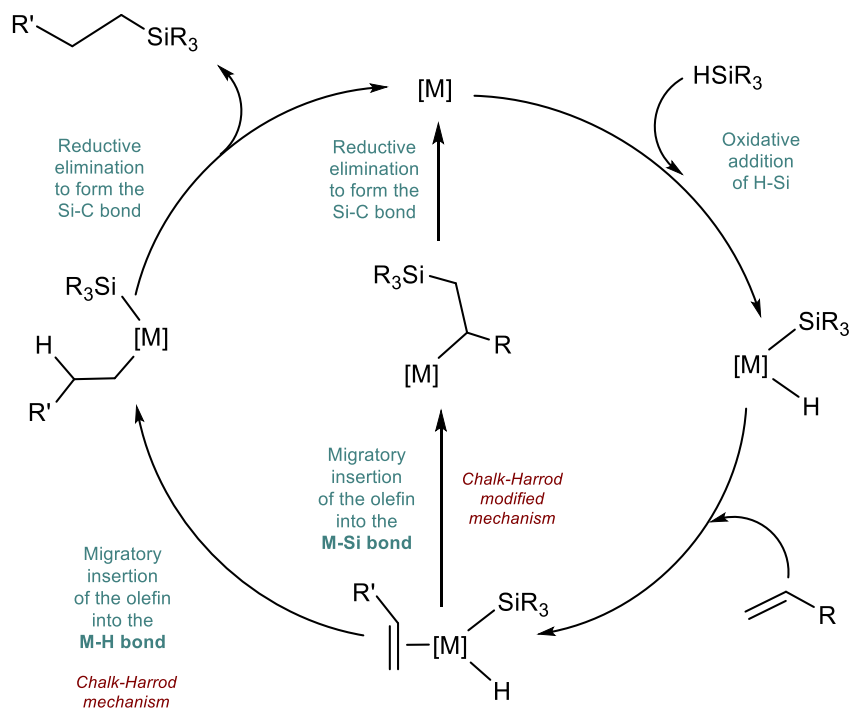 R'
SiR3
[M]
HSiR3
Oxidative
addition
of H-Si
Reductive
elimination
to form the
Si-C bond
Reductive
elimination
to form the
Si-C bond
R3Si
[M]
H
R'
R3Si
R
[M]
SiR3
[M]
H
Migratory
insertion
of the olefin
into the
M-Si bond
Chalk-Harrod
modified
mechanism
Migratory
insertion
of the olefin
into the
M-H bond
Chalk-Harrod
mechanism
R'
SiR3
[M]
H
R